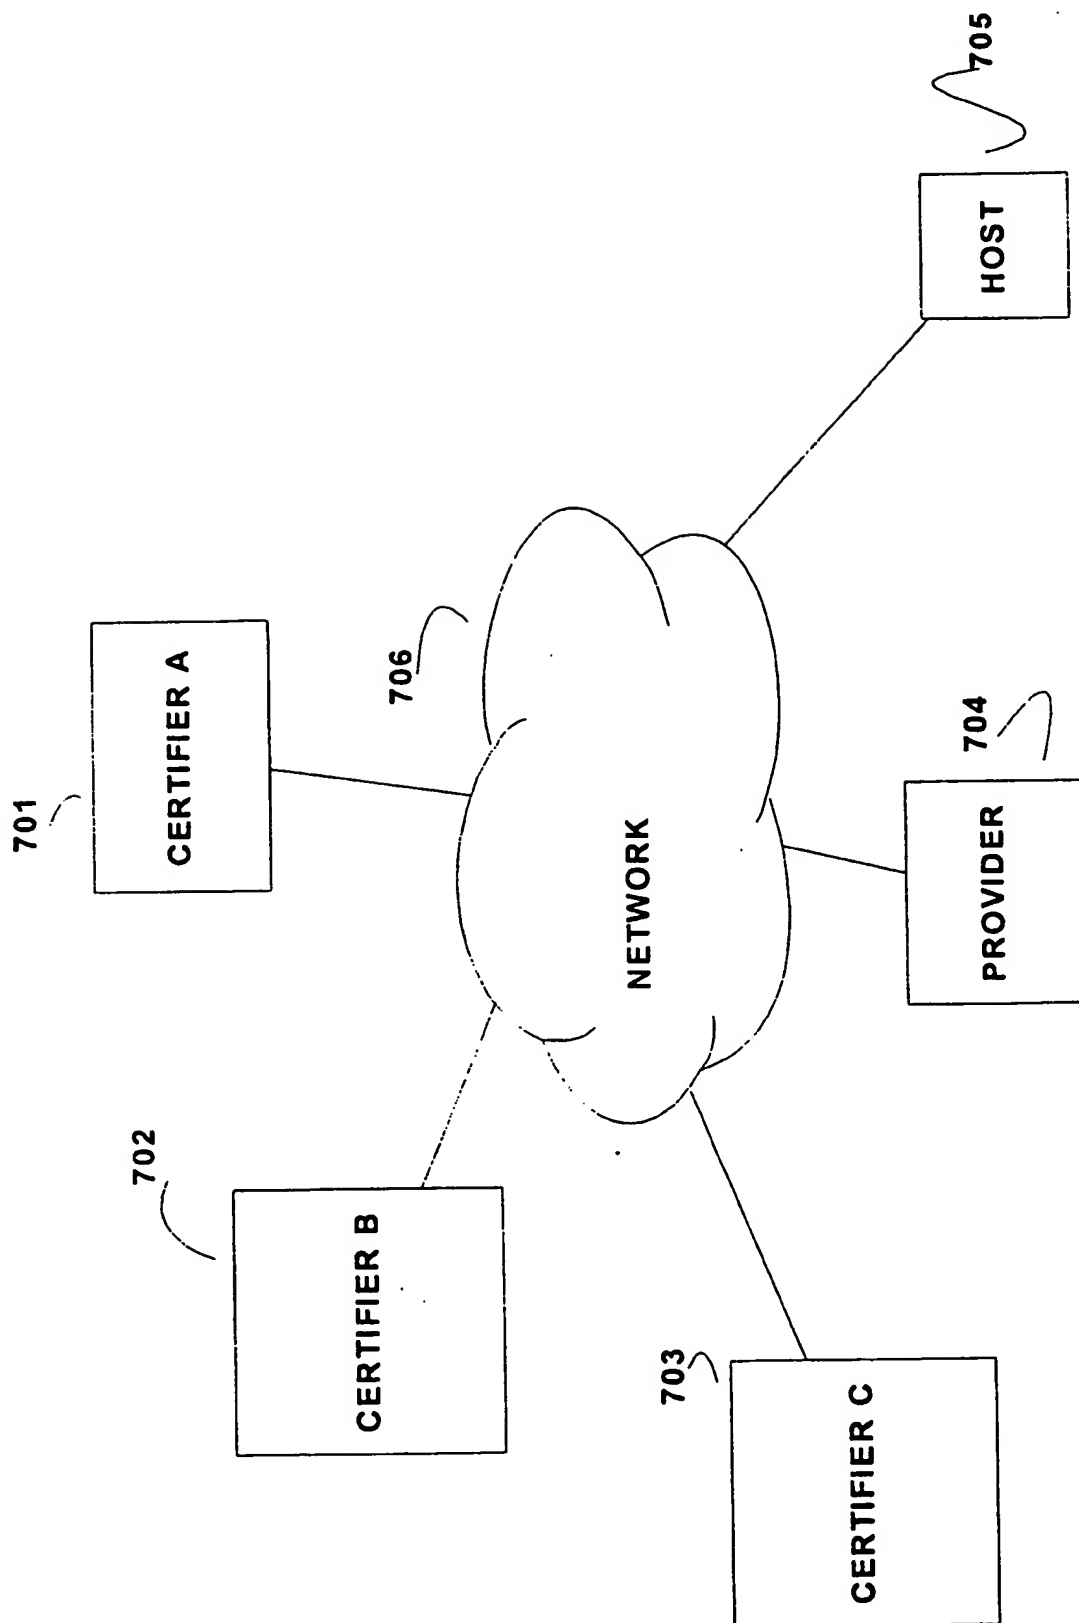 701
CERTIFIER A
702
CERTIFIER B
706
NETWORK
703
CERTIFIER C
704
PROVIDER
705
HOST